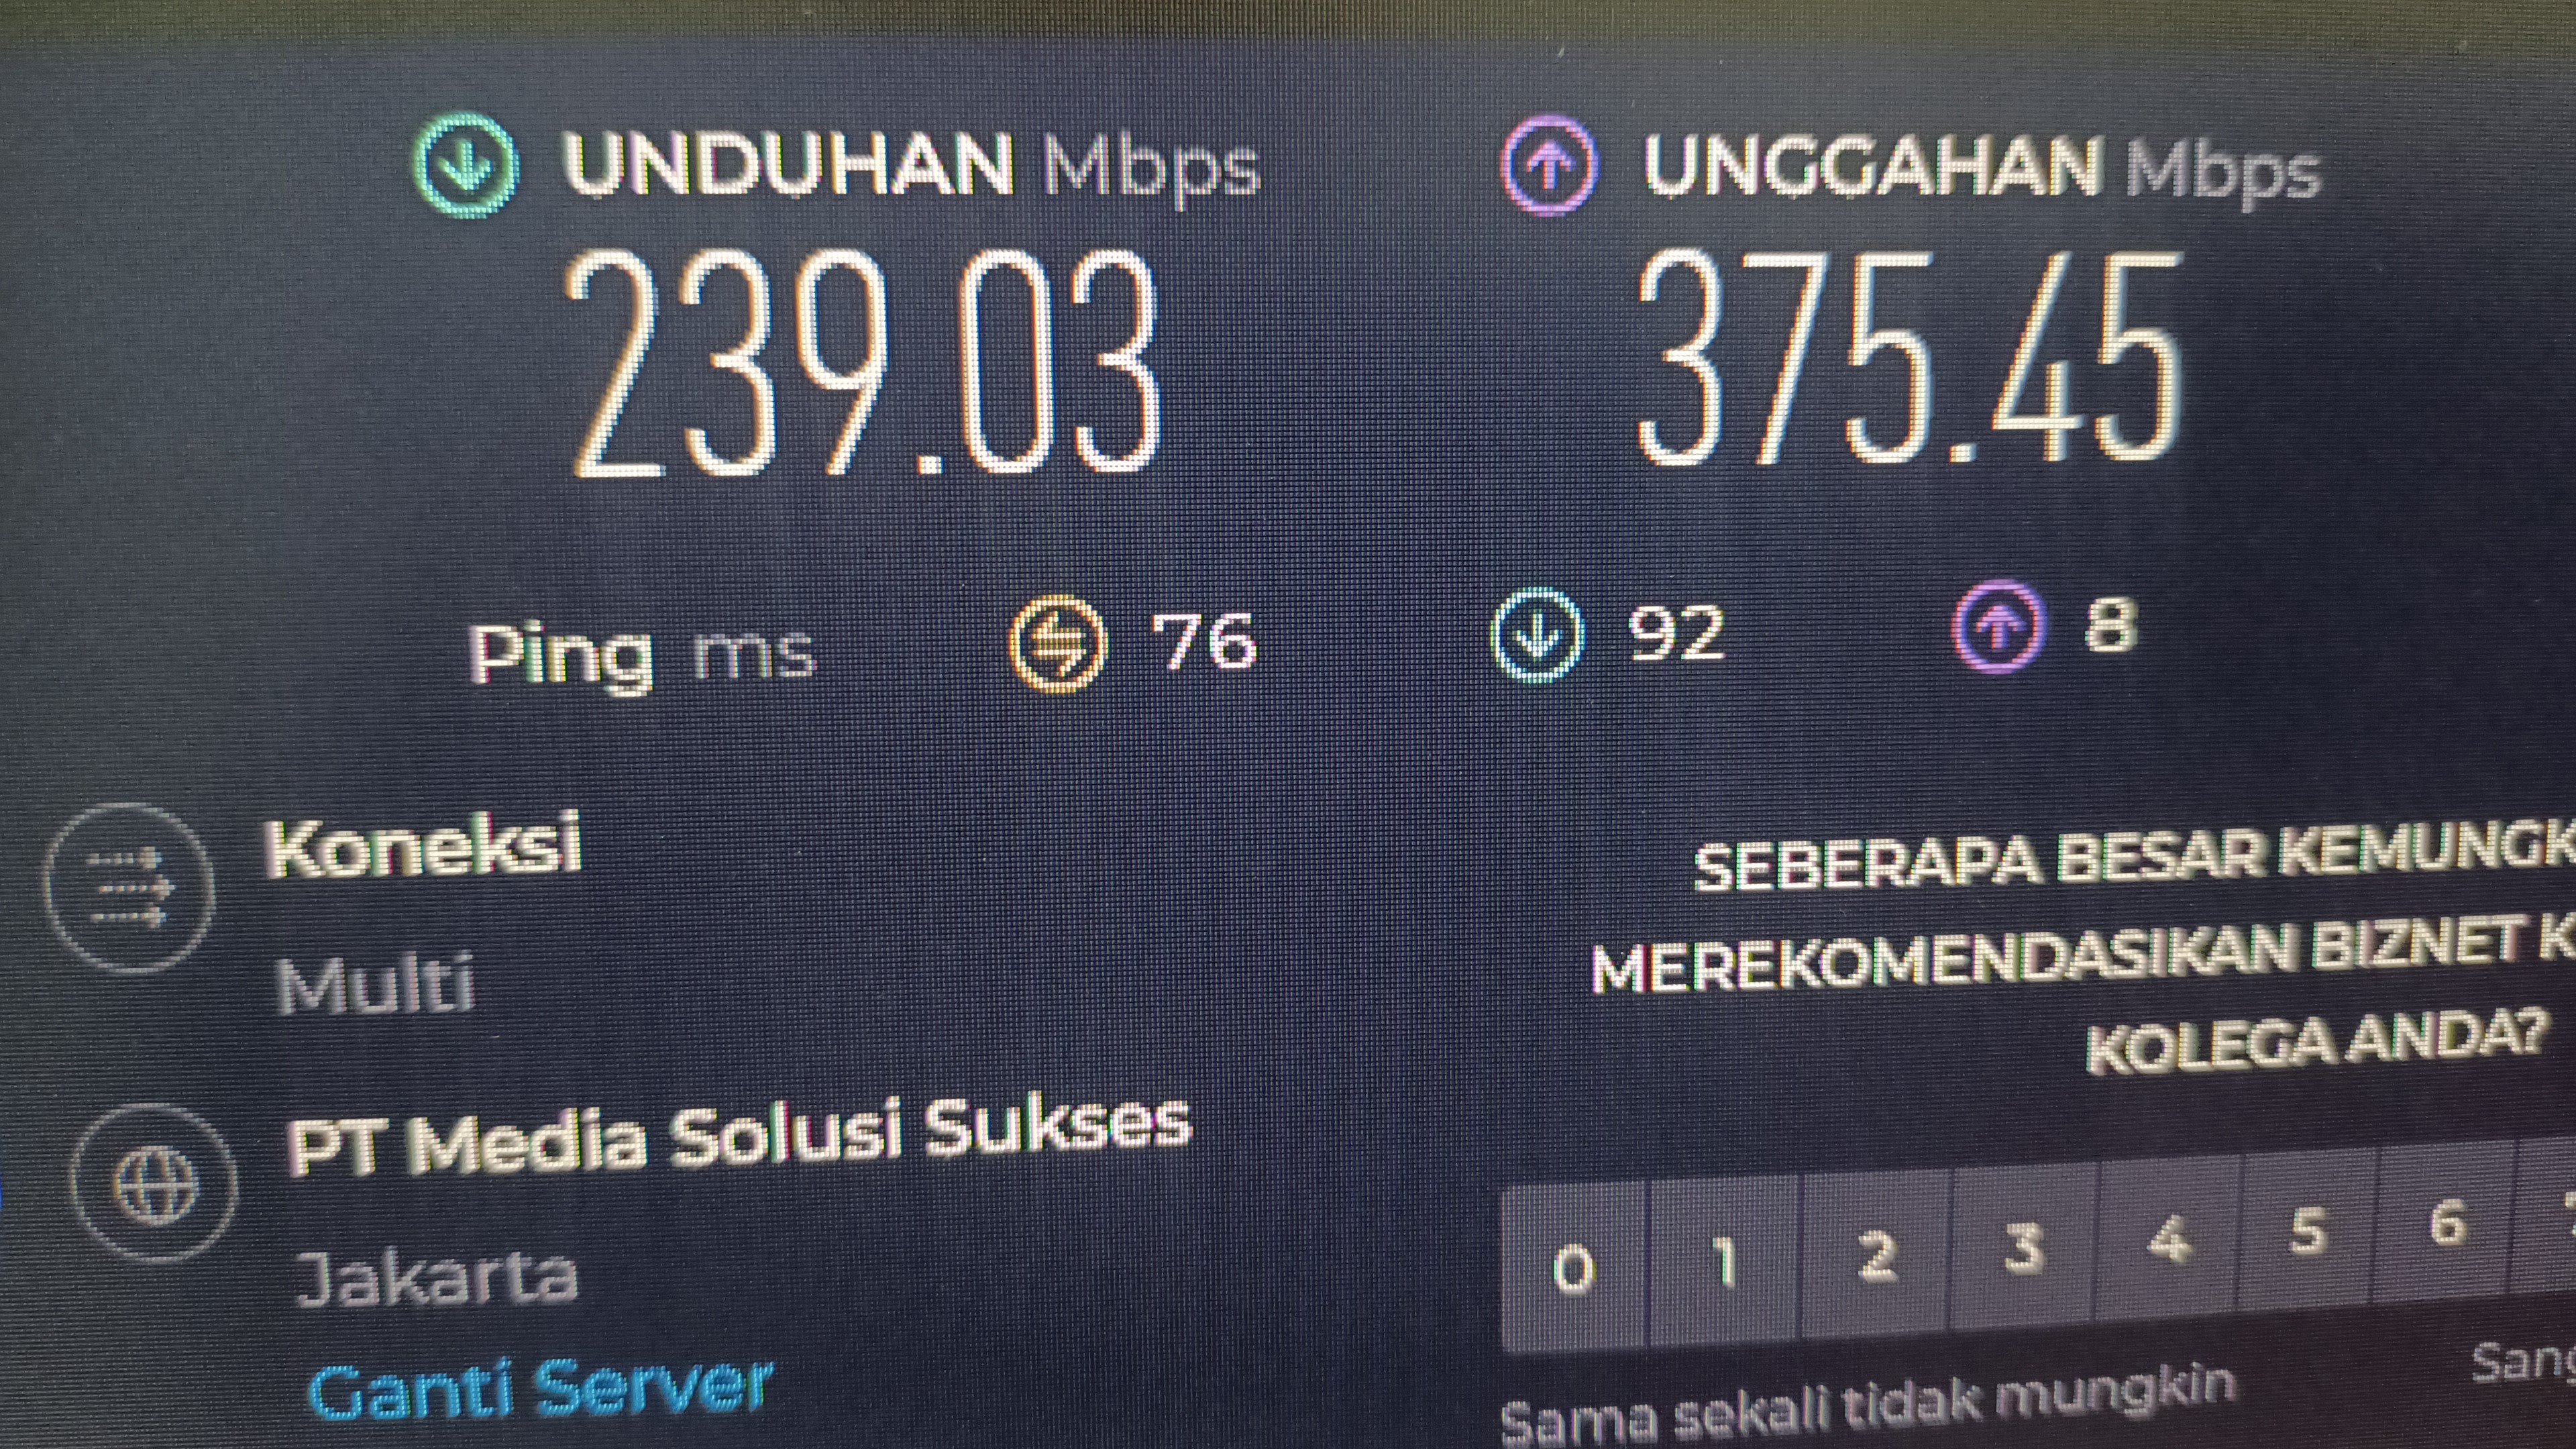 UNDUHAN Mbps
239.03
UNGGAHAN Mbps
375.45
Ping ms 76 92 8
Koneksi
Multi
PT Media Solusi Sukses
Jakarta
Ganti Server
SEBERAPA BESAR
MEREKOMENDASIKAN BIZNET
KOLEGA ANDA?
0 1 2 3 4 5 6
Sama sekali tidak mungkin